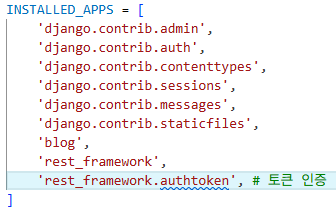 INSTALLED_APPS = [
    'django.contrib.admin',
    'django.contrib.auth',
    'django.contrib.contenttypes',
    'django.contrib.sessions',
    'django.contrib.messages',
    'django.contrib.staticfiles',
    'blog',
    'rest_framework',
    'rest_framework.authtoken', # 토큰 인증
]